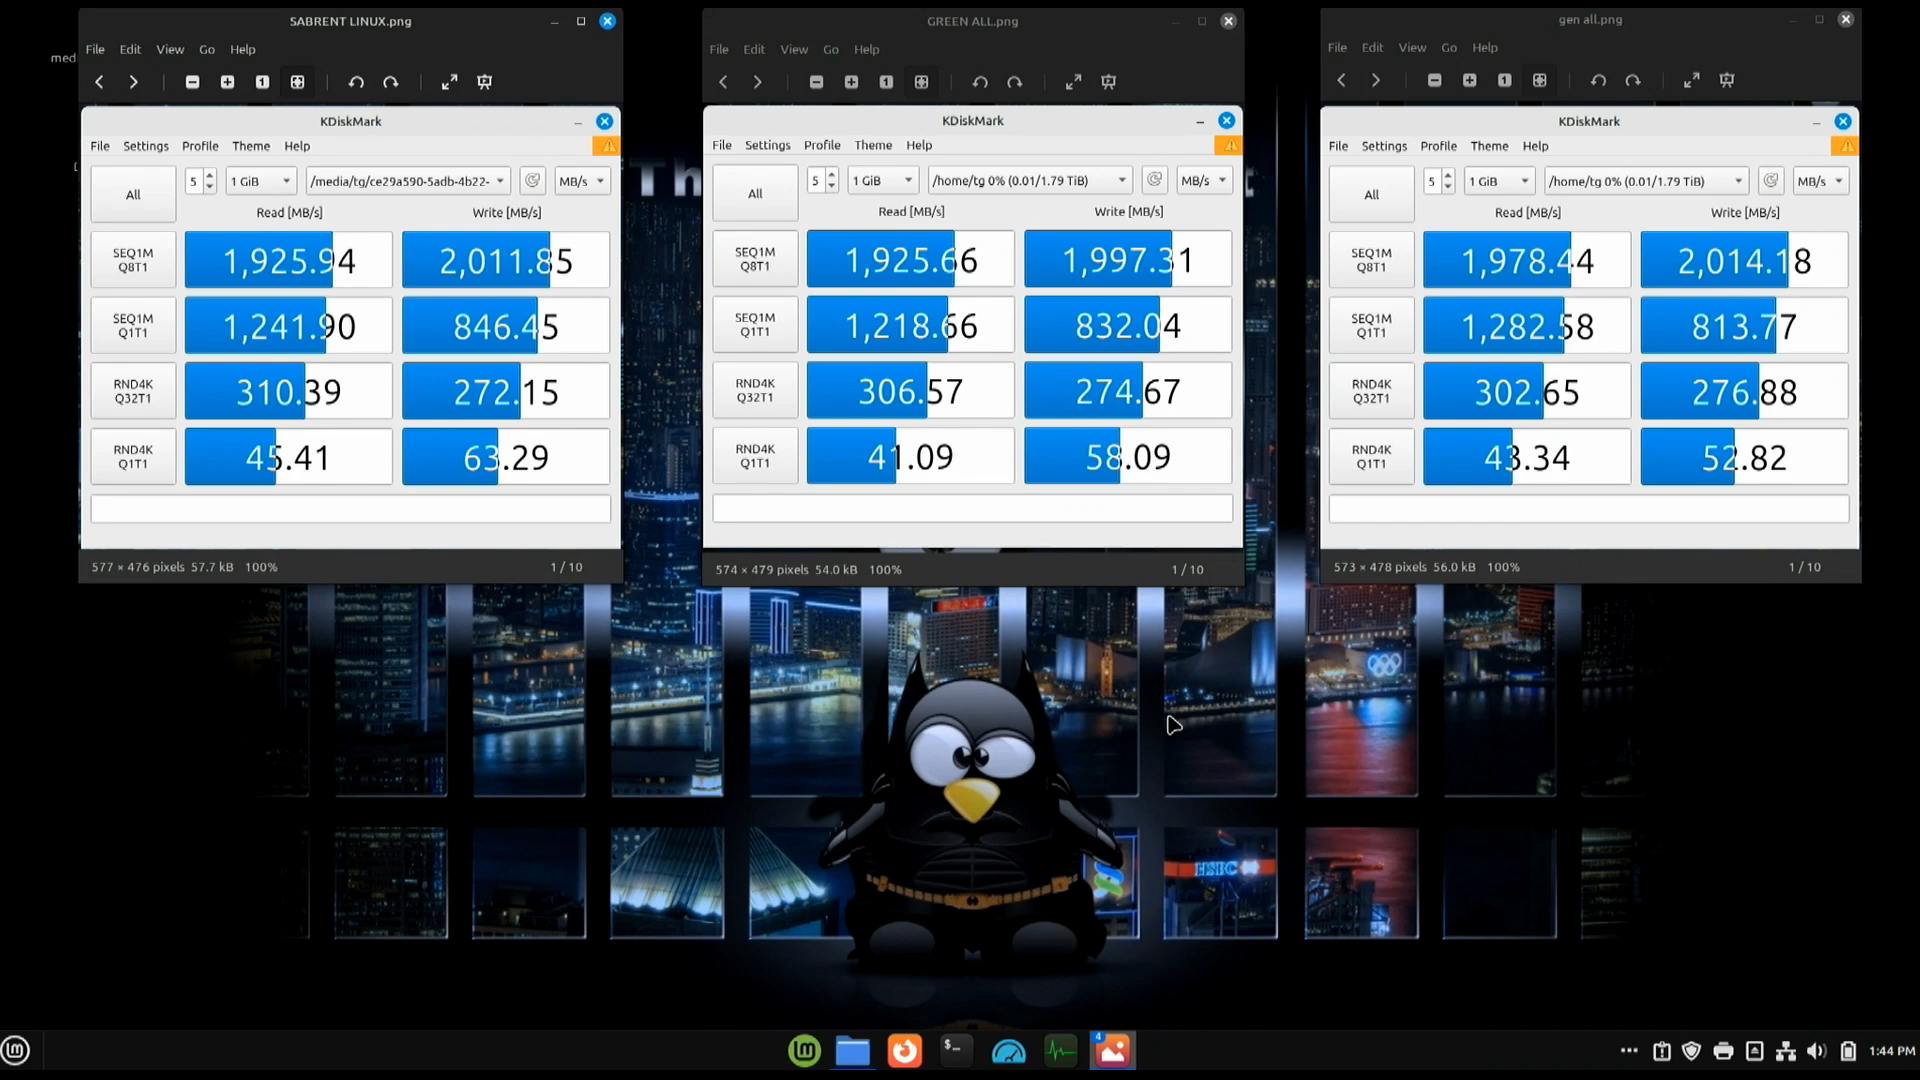 med
Th
t
SABRENT LINUX.png
File Edit View Go Help
KDiskMark
File Settings Profile Theme Help
All
5
1 GiB
/media/tg/ce29a590-5adb-4b22-
MB/s
Read [MB/s]
Write [MB/s]
SEQ1M
Q8T1
1,925.94
2,011.85
SEQ1M
Q1T1
1,241.90
846.45
RND4K
Q32T1
310.39
272.15
RND4K
Q1T1
45.41
63.29
577 × 476 pixels 57.7 kB 100%
1 / 10
GREEN ALL.png
File Edit View Go Help
KDiskMark
File Settings Profile Theme Help
All
5
1 GiB
/home/tg 0% (0.01/1.79 TiB)
MB/s
Read [MB/s]
Write [MB/s]
SEQ1M
Q8T1
1,925.66
1,997.31
SEQ1M
Q1T1
1,218.66
832.04
RND4K
Q32T1
306.57
274.67
RND4K
Q1T1
41.09
58.09
574 × 479 pixels 54.0 kB 100%
1 / 10
gen all.png
File Edit View Go Help
KDiskMark
File Settings Profile Theme Help
All
5
1 GiB
/home/tg 0% (0.01/1.79 TiB)
MB/s
Read [MB/s]
Write [MB/s]
SEQ1M
Q8T1
1,978.44
2,014.18
SEQ1M
Q1T1
1,282.58
813.77
RND4K
Q32T1
302.65
276.88
RND4K
Q1T1
43.34
52.82
573 × 478 pixels 56.0 kB 100%
1 / 10
HSBC
$_
4
1:44 PM